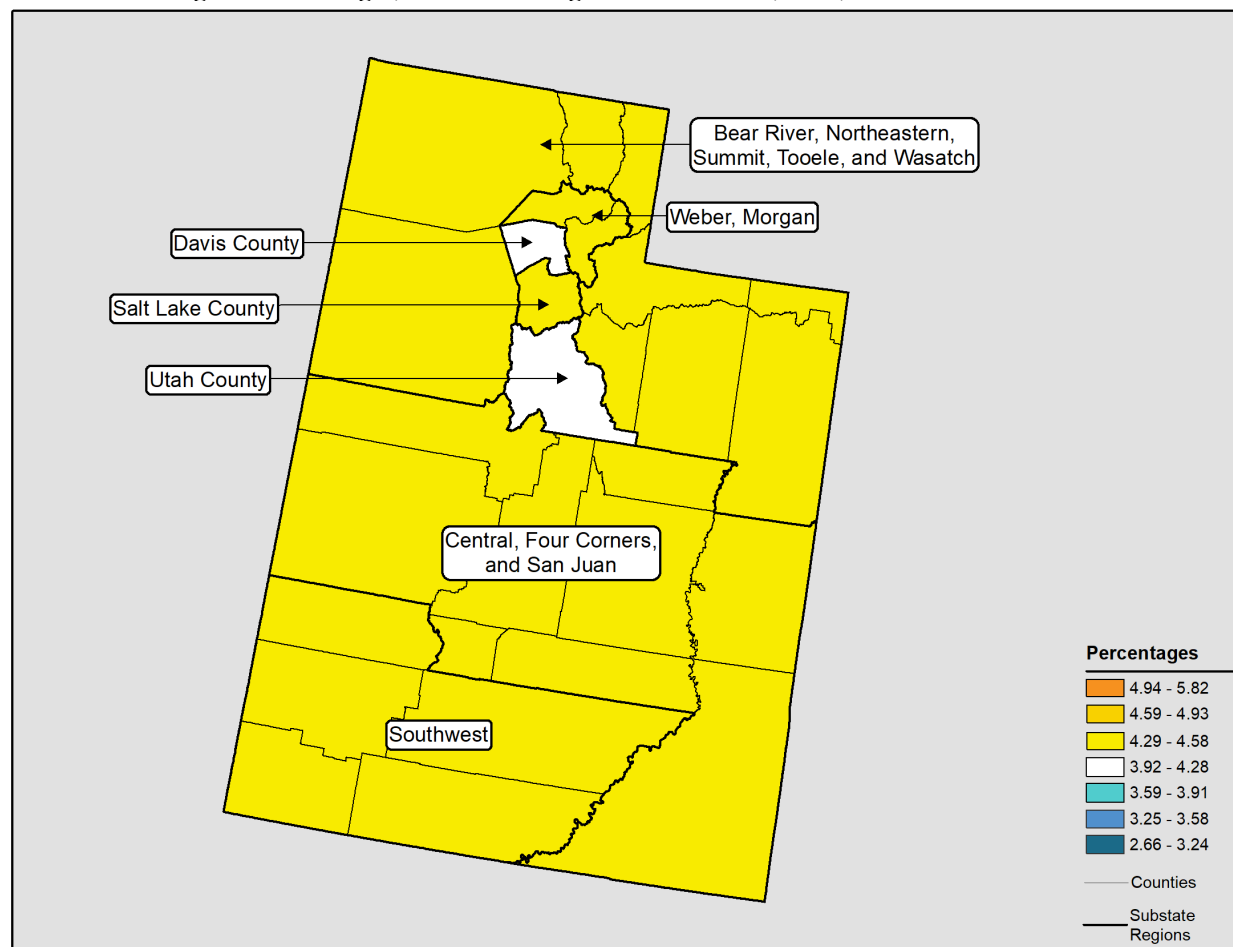 Bear River, Northeastern,
Summit, Tooele, and Wasatch
Weber, Morgan
Davis County
Salt Lake County
Utah County
Central, Four Corners,
and San Juan
Southwest
Percentages
4.94 - 5.82
4.59 - 4.93
4.29 - 4.58
3.92 - 4.28
3.59 - 3.91
3.25 - 3.58
2.66 - 3.24
Counties
Substate
Regions